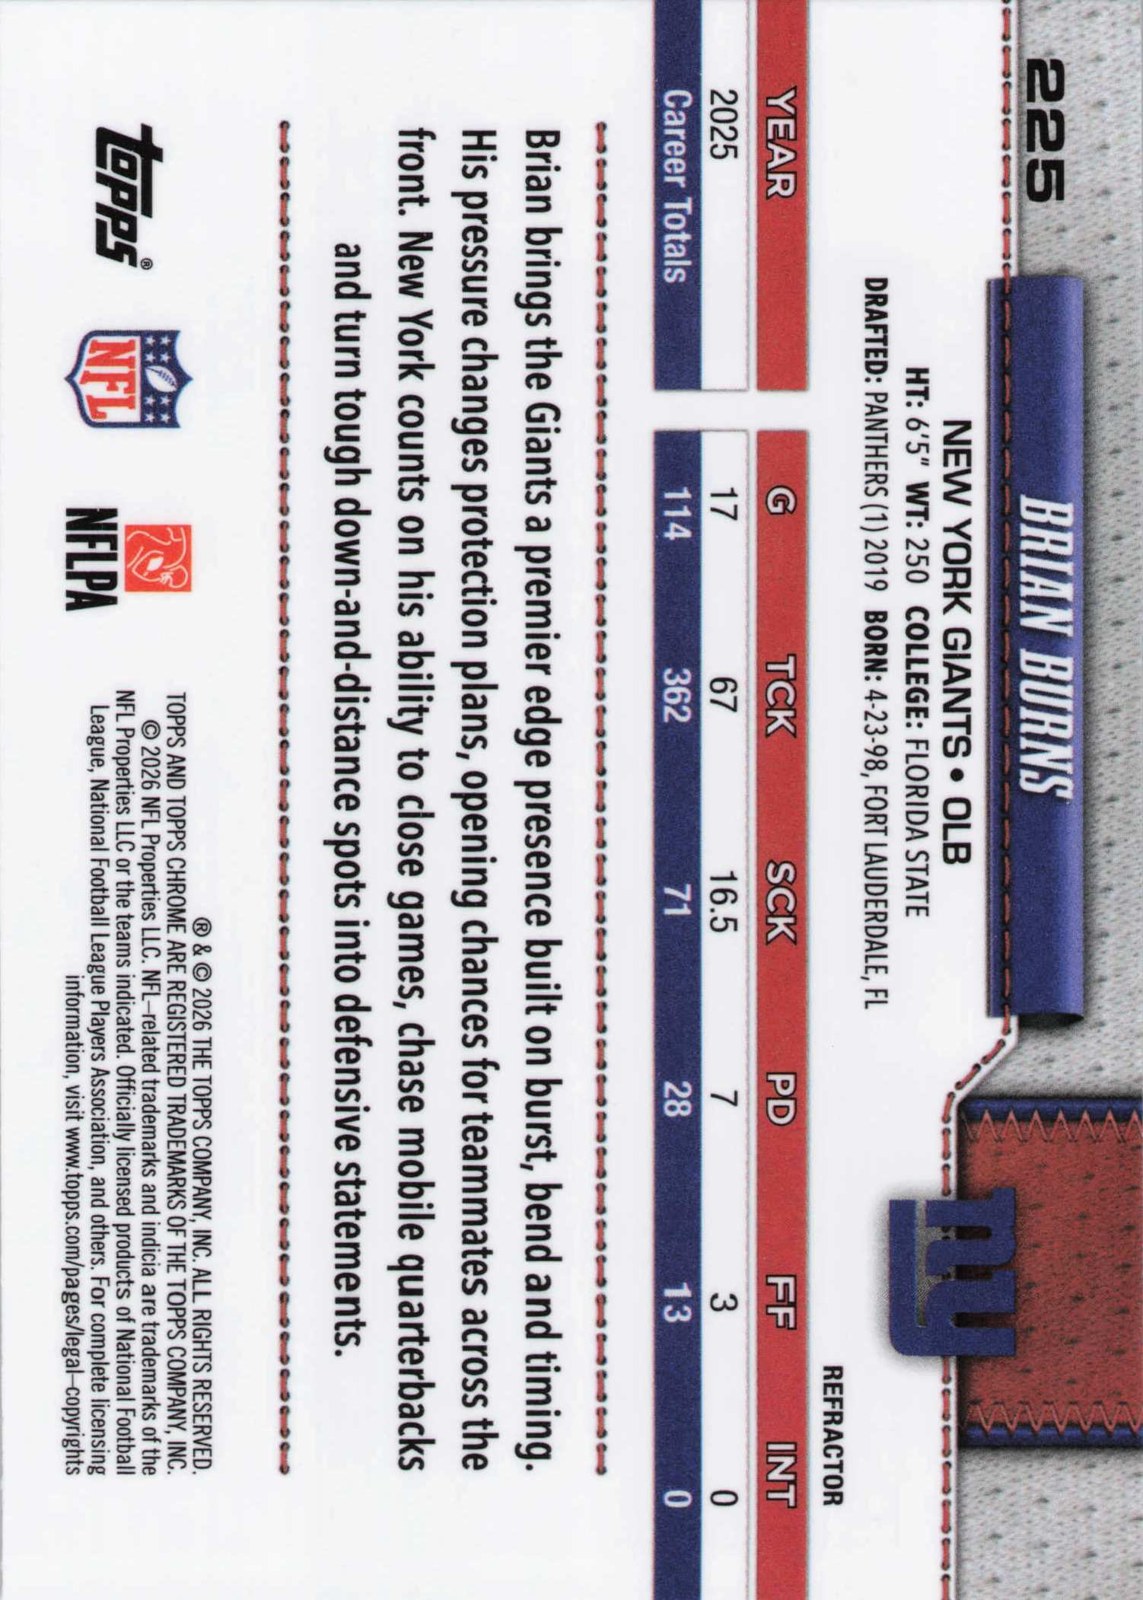 225
BRIAN BURNS
NEW YORK GIANTS • OLB
HT: 6'5" WT: 250 COLLEGE: FLORIDA STATE
DRAFTED: PANTHERS (1) 2019 BORN: 4-23-98, FORT LAUDERDALE, FL
REFRACTOR
YEAR G TCK SCK PD FF INT
2025 17 67 16.5 7 3 0
Career Totals 114 362 71 28 13 0
Brian brings the Giants a premier edge presence built on burst, bend and timing.
His pressure changes protection plans, opening chances for teammates across the
front. New York counts on his ability to close games, chase mobile quarterbacks
and turn tough down-and-distance spots into defensive statements.
topps®
NFL
NFLPA
® & © 2026 THE TOPPS COMPANY, INC. ALL RIGHTS RESERVED.
TOPPS AND TOPPS CHROME ARE REGISTERED TRADEMARKS OF THE TOPPS COMPANY, INC.
© 2026 NFL Properties LLC. NFL–related trademarks and indicia are trademarks of the
NFL Properties LLC or the teams indicated. Officially licensed products of National Football
League, National Football League Players Association, and others. For complete licensing
information, visit www.topps.com/pages/legal–copyrights
ny